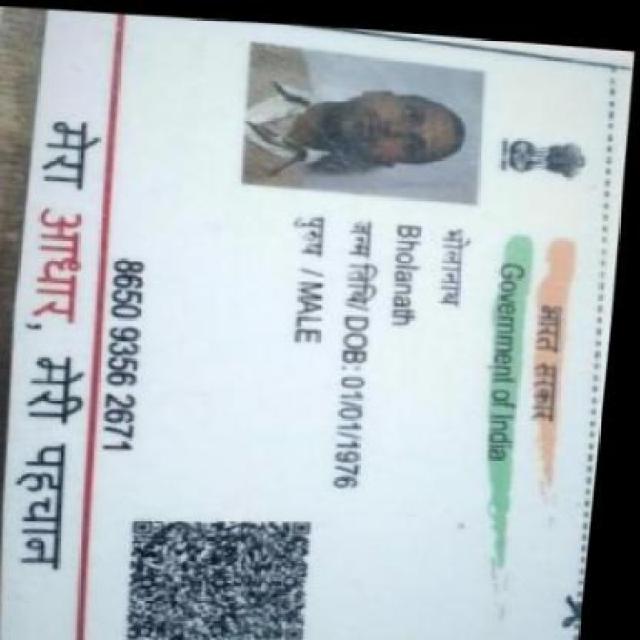 भारत सरकार
Government of India
भोलानाथ
Bholanath
जन्म तिथि/ DOB: 01/01/1976
पुरुष / MALE
8650 9356 2671
मेरा आधार, मेरी पहचान